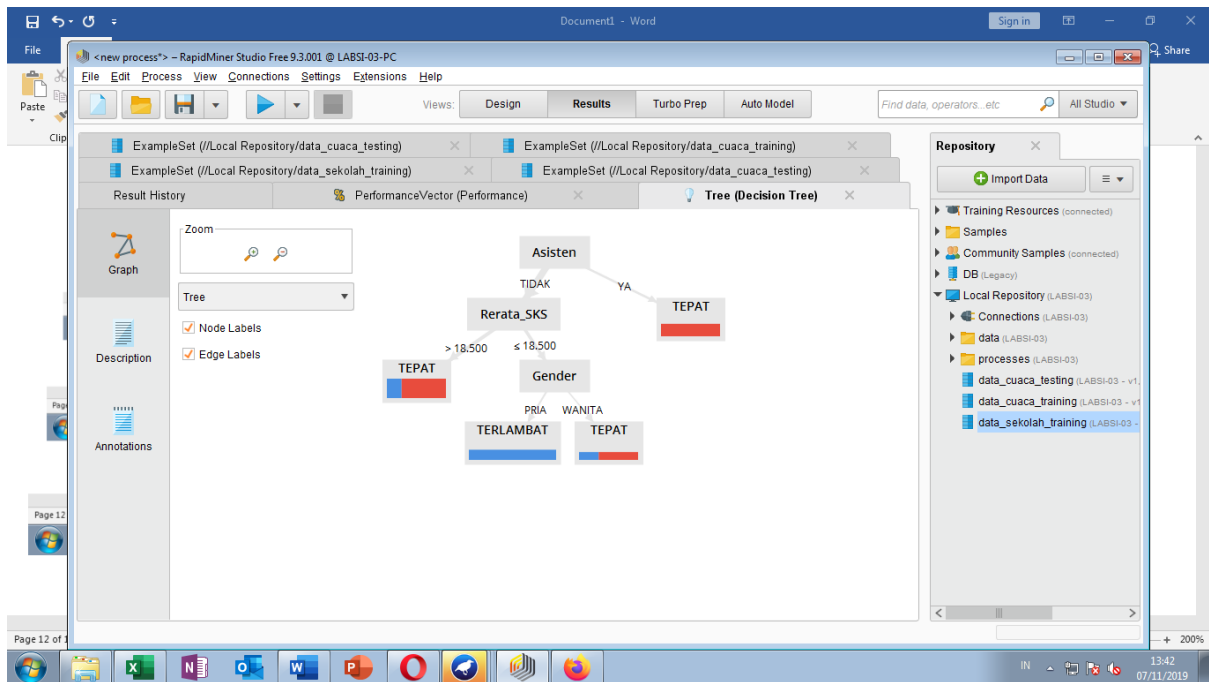 Document1 - Word
Sign in
File
Share
Paste
Clip
<new process*> – RapidMiner Studio Free 9.3.001 @ LABSI-03-PC
File Edit Process View Connections Settings Extensions Help
Views: Design Results Turbo Prep Auto Model
Find data, operators...etc
All Studio
ExampleSet (//Local Repository/data_cuaca_testing)
ExampleSet (//Local Repository/data_cuaca_training)
ExampleSet (//Local Repository/data_sekolah_training)
ExampleSet (//Local Repository/data_cuaca_testing)
Result History
PerformanceVector (Performance)
Tree (Decision Tree)
Graph
Description
Annotations
Zoom
Tree
Node Labels
Edge Labels
Asisten
TIDAK
YA
Rerata_SKS
TEPAT
> 18.500
≤ 18.500
TEPAT
Gender
PRIA
WANITA
TERLAMBAT
TEPAT
Repository
Import Data
Training Resources (connected)
Samples
Community Samples (connected)
DB (Legacy)
Local Repository (LABSI-03)
Connections (LABSI-03)
data (LABSI-03)
processes (LABSI-03)
data_cuaca_testing (LABSI-03 - v1,
data_cuaca_training (LABSI-03 - v1
data_sekolah_training (LABSI-03 -
Page
Page 12
Page 12 of 1
200%
IN
13:42
07/11/2019